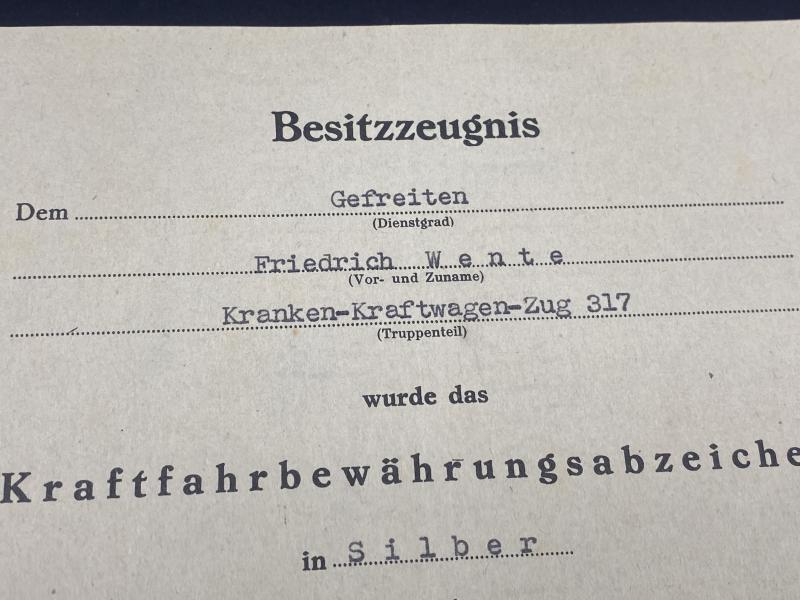 Besitzzeugnis
Dem Gefreiten
(Dienstgrad)
Friedrich W e n t e
(Vor- und Zuname)
Kranken-Kraftwagen-Zug 317
(Truppenteil)
wurde das
Kraftfahrbewährungsabzeiche
in S i l b e r